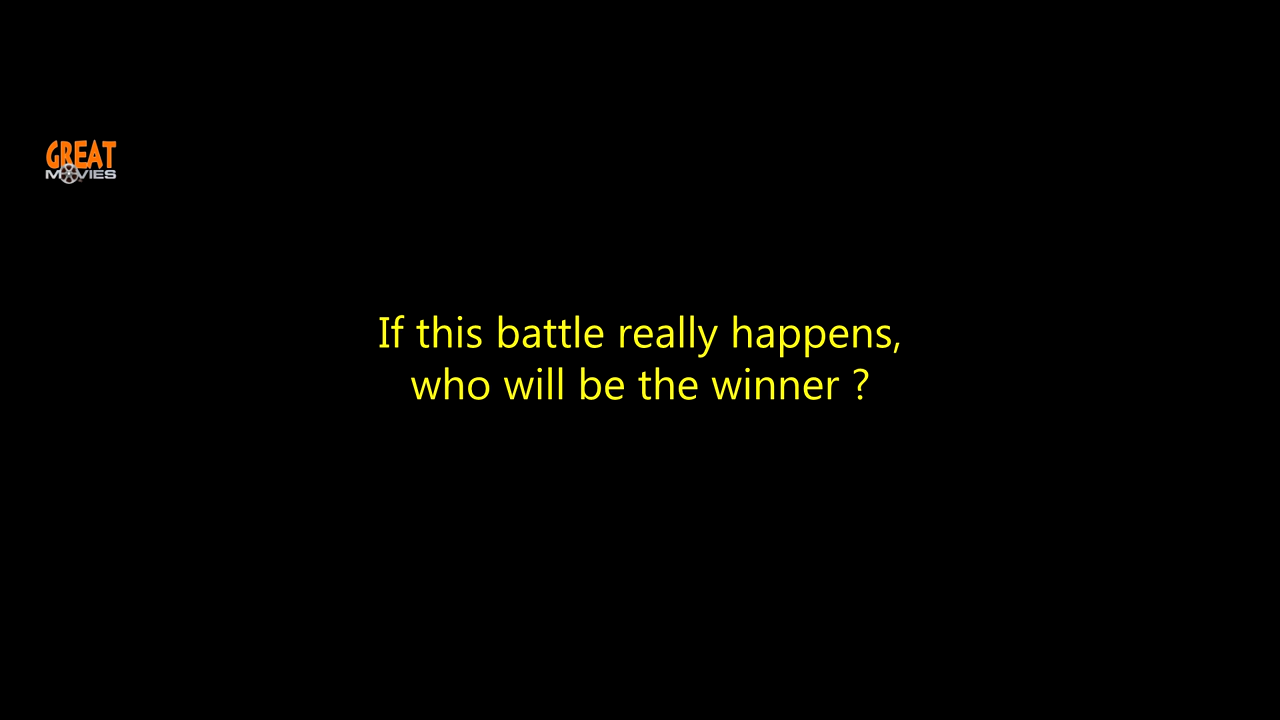 GREAT
MOVIES
If this battle really happens,
who will be the winner ?